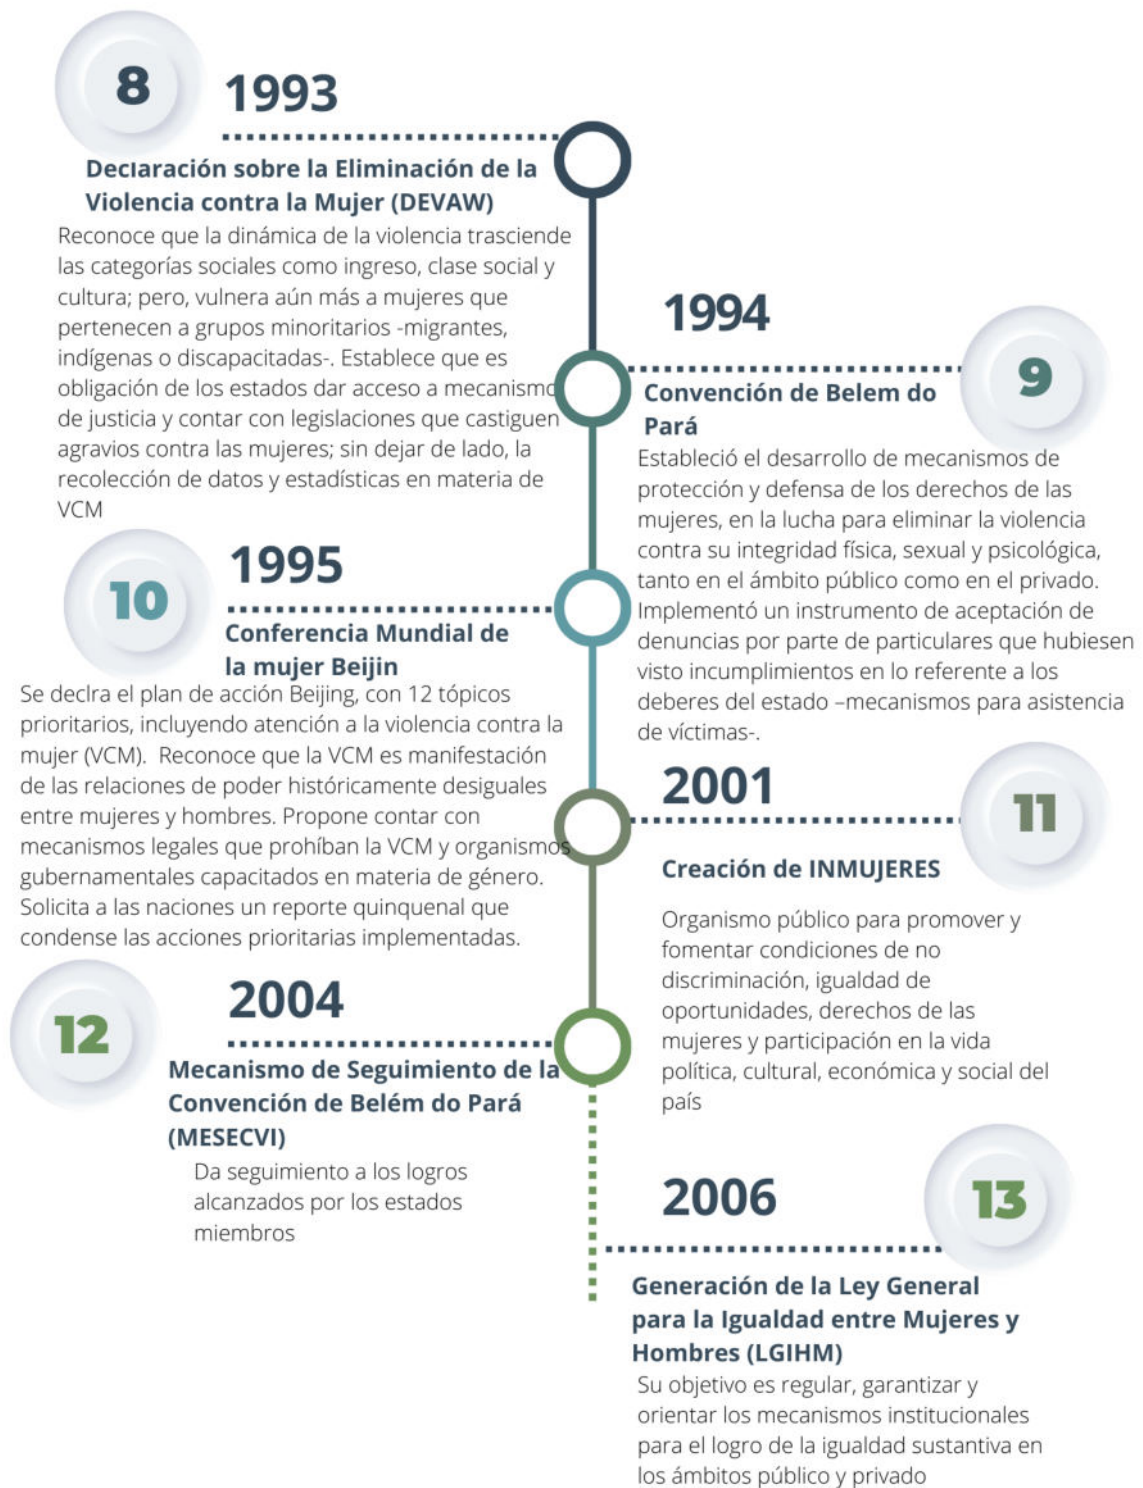 8
1993
Declaración sobre la Eliminación de la
Violencia contra la Mujer (DEVAW)
Reconoce que la dinámica de la violencia trasciende
las categorías sociales como ingreso, clase social y
cultura; pero, vulnera aún más a mujeres que
pertenecen a grupos minoritarios -migrantes,
indígenas o discapacitadas-. Establece que es
obligación de los estados dar acceso a mecanismo
de justicia y contar con legislaciones que castiguen
agravios contra las mujeres; sin dejar de lado, la
recolección de datos y estadísticas en materia de
VCM
1994
9
Convención de Belem do
Pará
Estableció el desarrollo de mecanismos de
protección y defensa de los derechos de las
mujeres, en la lucha para eliminar la violencia
contra su integridad física, sexual y psicológica,
tanto en el ámbito público como en el privado.
Implementó un instrumento de aceptación de
denuncias por parte de particulares que hubiesen
visto incumplimientos en lo referente a los
deberes del estado –mecanismos para asistencia
de víctimas-.
10
1995
Conferencia Mundial de
la mujer Beijin
Se declra el plan de acción Beijing, con 12 tópicos
prioritarios, incluyendo atención a la violencia contra la
mujer (VCM). Reconoce que la VCM es manifestación
de las relaciones de poder históricamente desiguales
entre mujeres y hombres. Propone contar con
mecanismos legales que prohíban la VCM y organismos
gubernamentales capacitados en materia de género.
Solicita a las naciones un reporte quinquenal que
condense las acciones prioritarias implementadas.
2001
11
Creación de INMUJERES
Organismo público para promover y
fomentar condiciones de no
discriminación, igualdad de
oportunidades, derechos de las
mujeres y participación en la vida
política, cultural, económica y social del
país
12
2004
Mecanismo de Seguimiento de la
Convención de Belém do Pará
(MESECVI)
Da seguimiento a los logros
alcanzados por los estados
miembros
2006
13
Generación de la Ley General
para la Igualdad entre Mujeres y
Hombres (LGIHM)
Su objetivo es regular, garantizar y
orientar los mecanismos institucionales
para el logro de la igualdad sustantiva en
los ámbitos público y privado